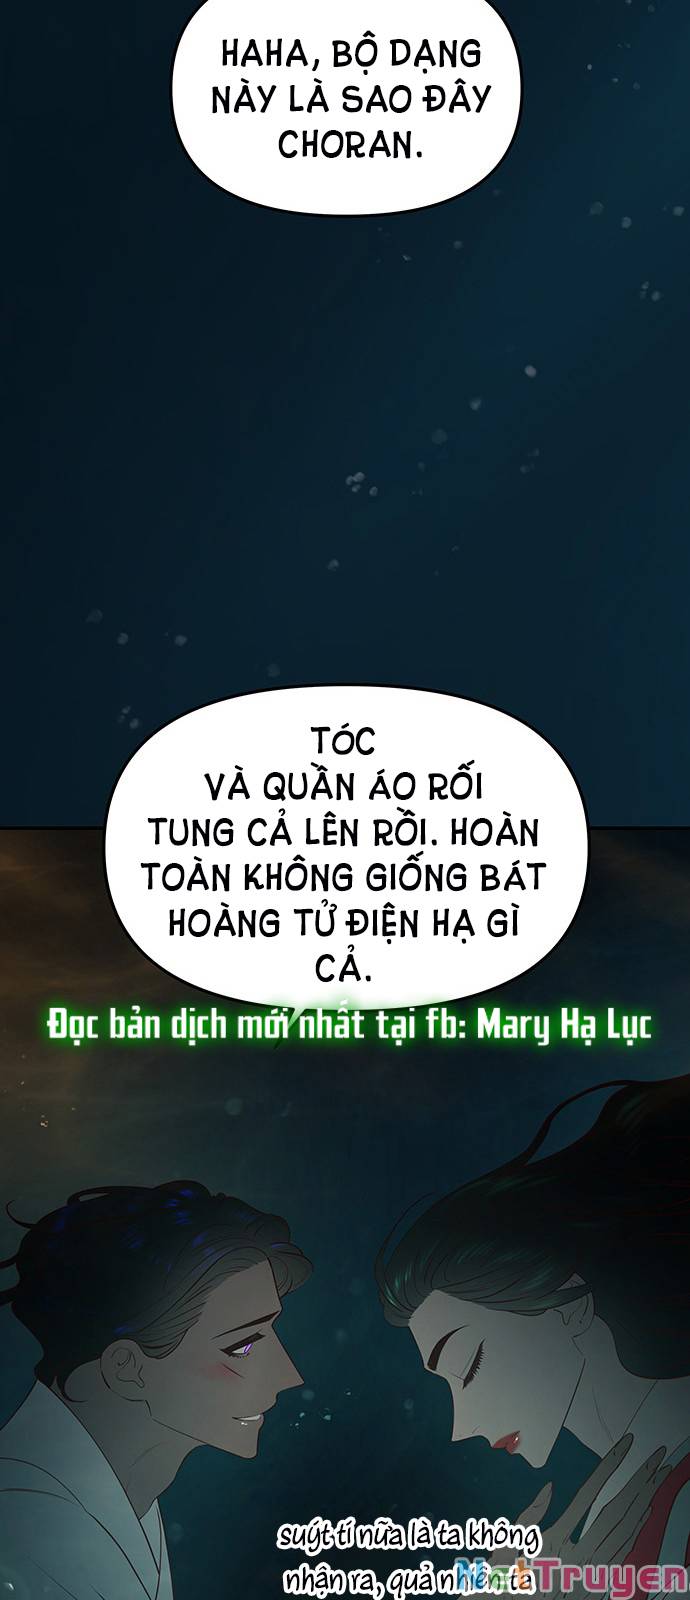 HAHA, BỘ DẠNG
NÀY LÀ SAO ĐÂY
CHORAN.
TÓC
VÀ QUẦN ÁO RỐI
TUNG CẢ LÊN RỒI. HOÀN
TOÀN KHÔNG GIỐNG BÁT
HOÀNG TỬ ĐIỆN HẠ GÌ
CẢ.
Đọc bản dịch mới nhất tại fb: Mary Hạ Lục
suýt tí nữa là ta không
nhận ra, quả nhiên ta
NetTruyen